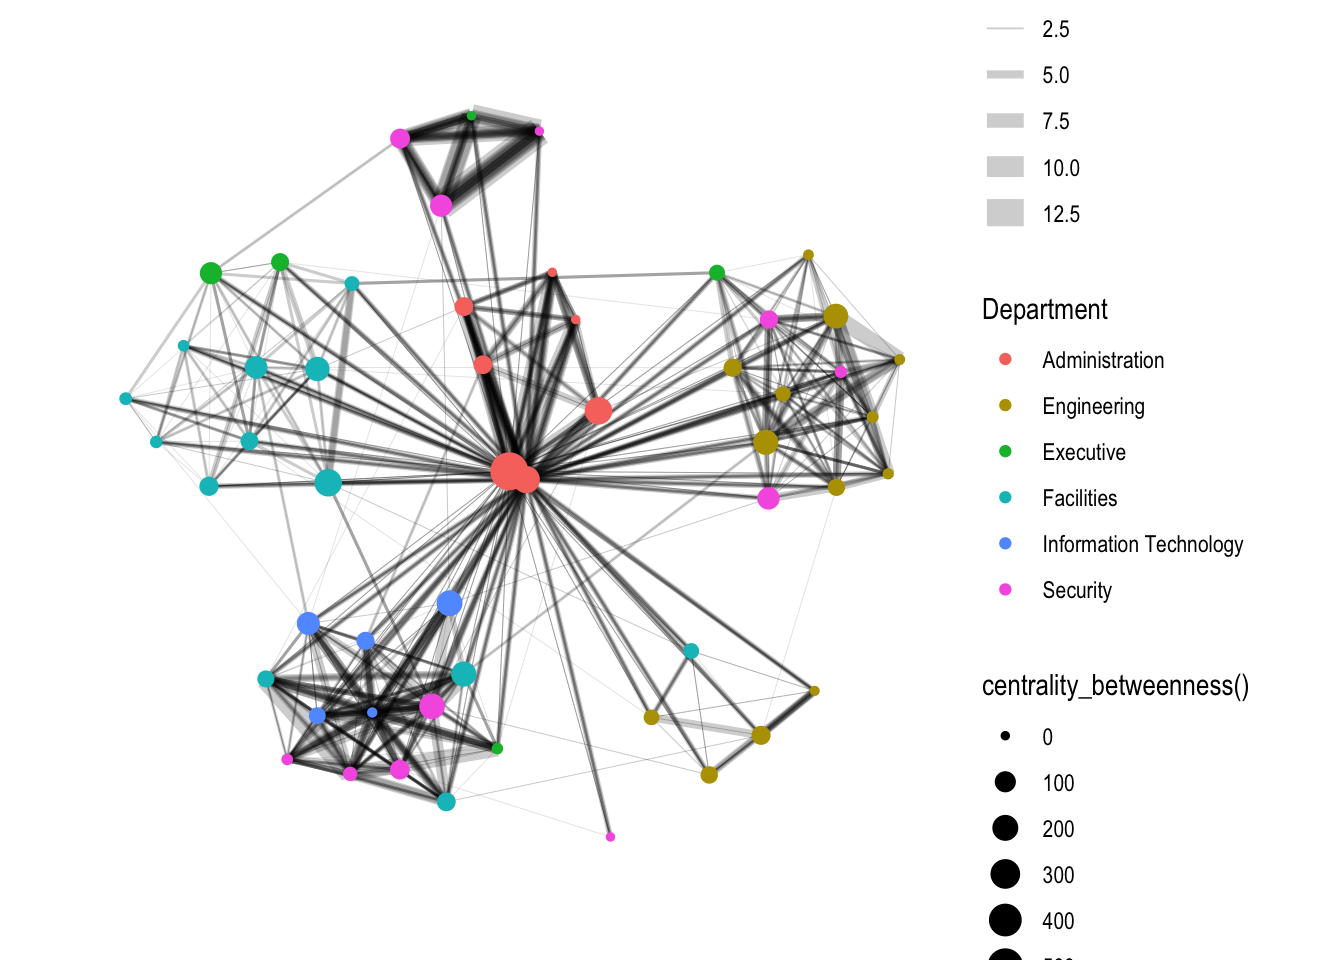 2.5
5.0
7.5
10.0
12.5
Department
Administration
Engineering
Executive
Facilities
Information Technology
Security
centrality_betweenness()
0
100
200
300
400